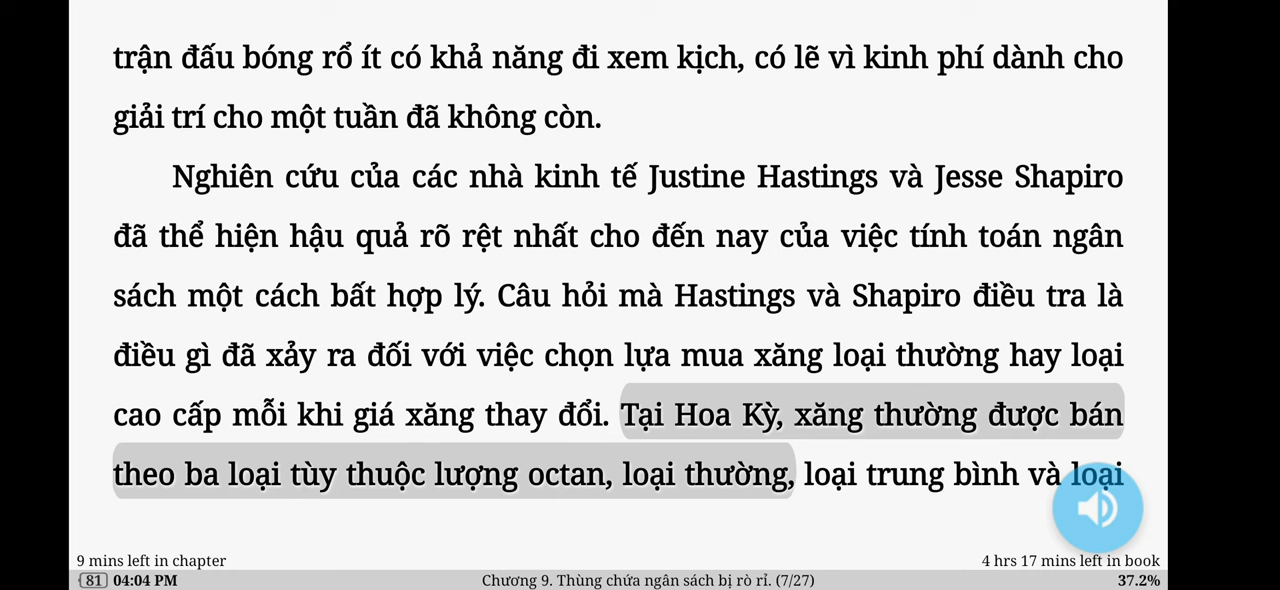 trận đấu bóng rổ ít có khả năng đi xem kịch, có lẽ vì kinh phí dành cho
giải trí cho một tuần đã không còn.
Nghiên cứu của các nhà kinh tế Justine Hastings và Jesse Shapiro
đã thể hiện hậu quả rõ rệt nhất cho đến nay của việc tính toán ngân
sách một cách bất hợp lý. Câu hỏi mà Hastings và Shapiro điều tra là
điều gì đã xảy ra đối với việc chọn lựa mua xăng loại thường hay loại
cao cấp mỗi khi giá xăng thay đổi. Tại Hoa Kỳ, xăng thường được bán
theo ba loại tùy thuộc lượng octan, loại thường, loại trung bình và loại
9 mins left in chapter 4 hrs 17 mins left in book
81 04:04 PM Chương 9. Thùng chứa ngân sách bị rò rỉ. (7/27) 37.2%